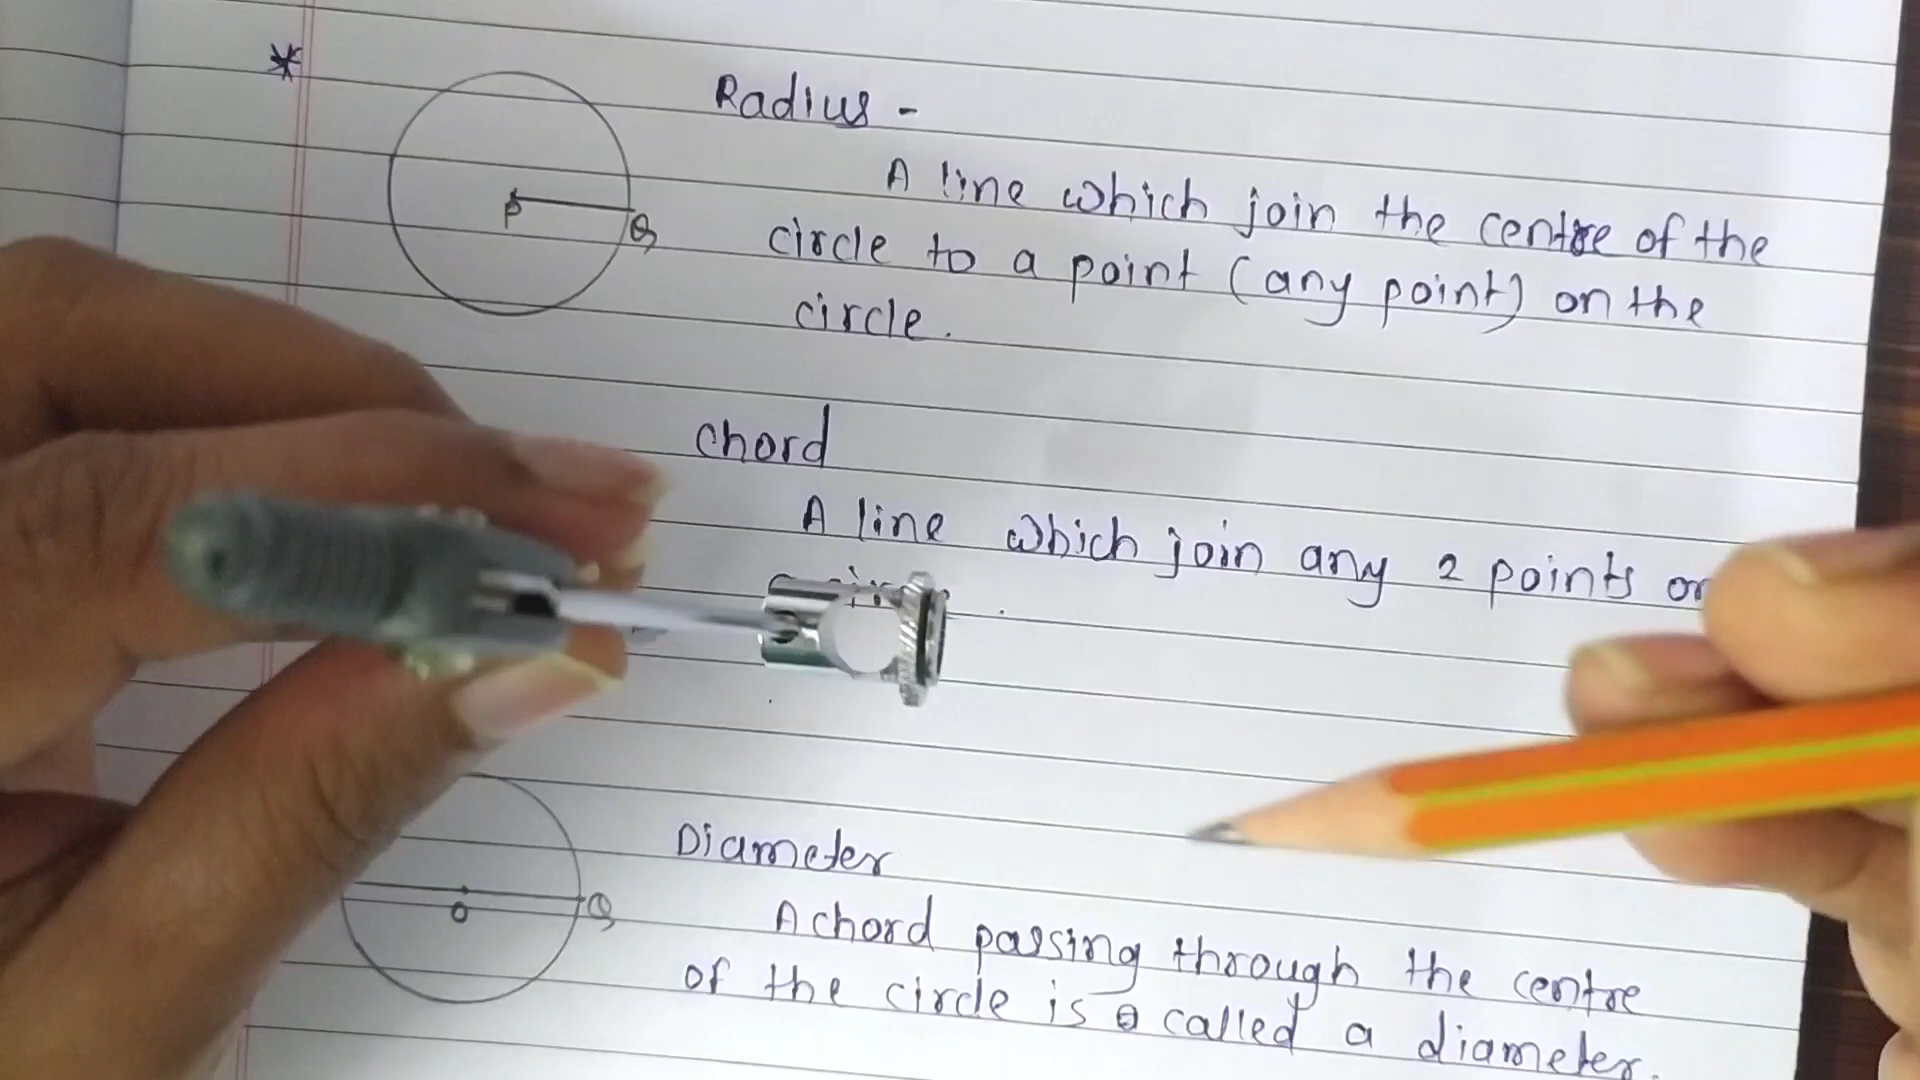 *
Radius -
A line which join the centre of the
circle to a point (any point) on the
circle.
P
Q
Chord
A line which join any 2 points on
Diameter
A chord passing through the centre
of the circle is a called a diameter.
O
Q